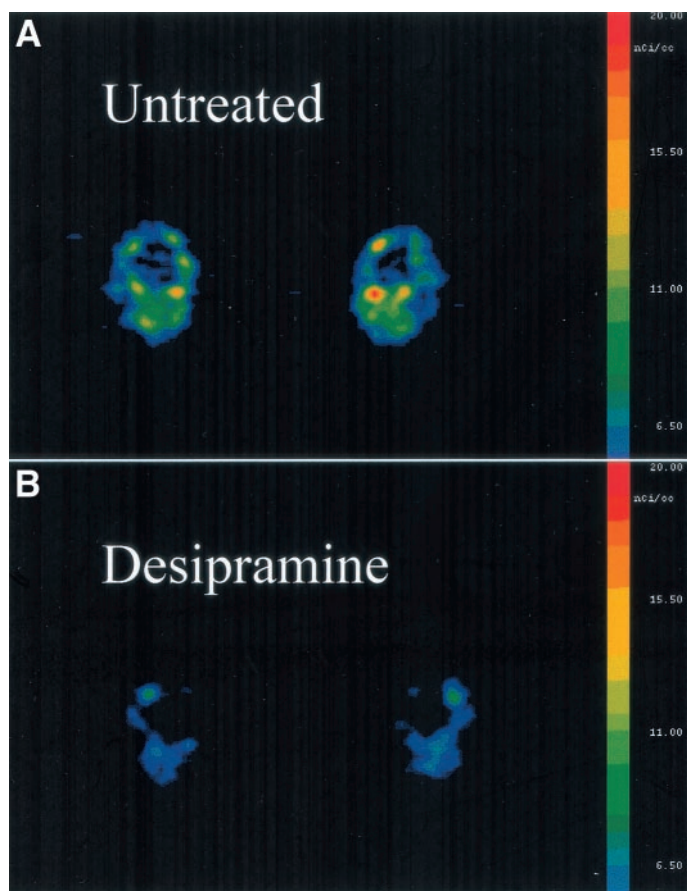 A
Untreated
20.00
nCi/cc
15.50
11.00
6.50
B
Desipramine
20.00
nCi/cc
15.50
11.00
6.50